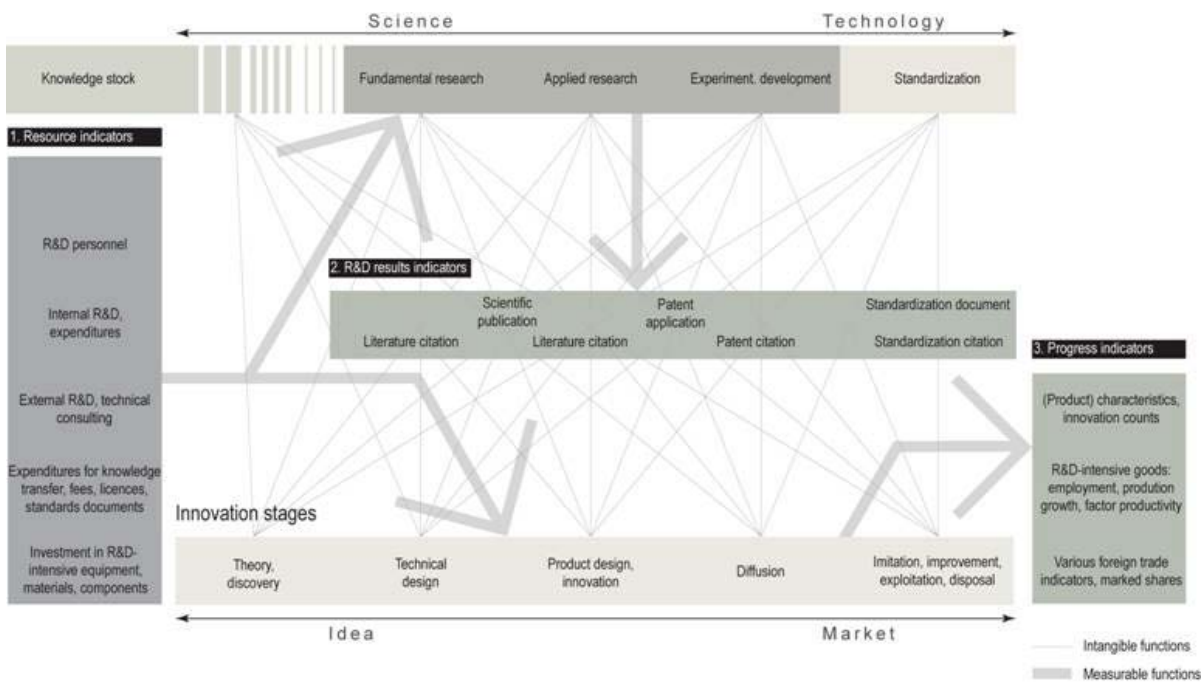 Science
Technology
Knowledge stock
Fundamental research
Applied research
Experiment. development
Standardization
1. Resource indicators
R&D personnel
Internal R&D,
expenditures
External R&D, technical
consulting
Expenditures for knowledge
transfer, fees, licences,
standards documents
Investment in R&D-
intensive equipment,
materials, components
2. R&D results indicators
Scientific
publication
Patent
application
Standardization document
Literature citation
Literature citation
Patent citation
Standardization citation
3. Progress indicators
(Product) characteristics,
innovation counts
R&D-intensive goods:
employment, prodution
growth, factor productivity
Various foreign trade
indicators, marked shares
Innovation stages
Theory,
discovery
Technical
design
Product design,
innovation
Diffusion
Imitation, improvement,
exploitation, disposal
Idea
Market
Intangible functions
Measurable functions